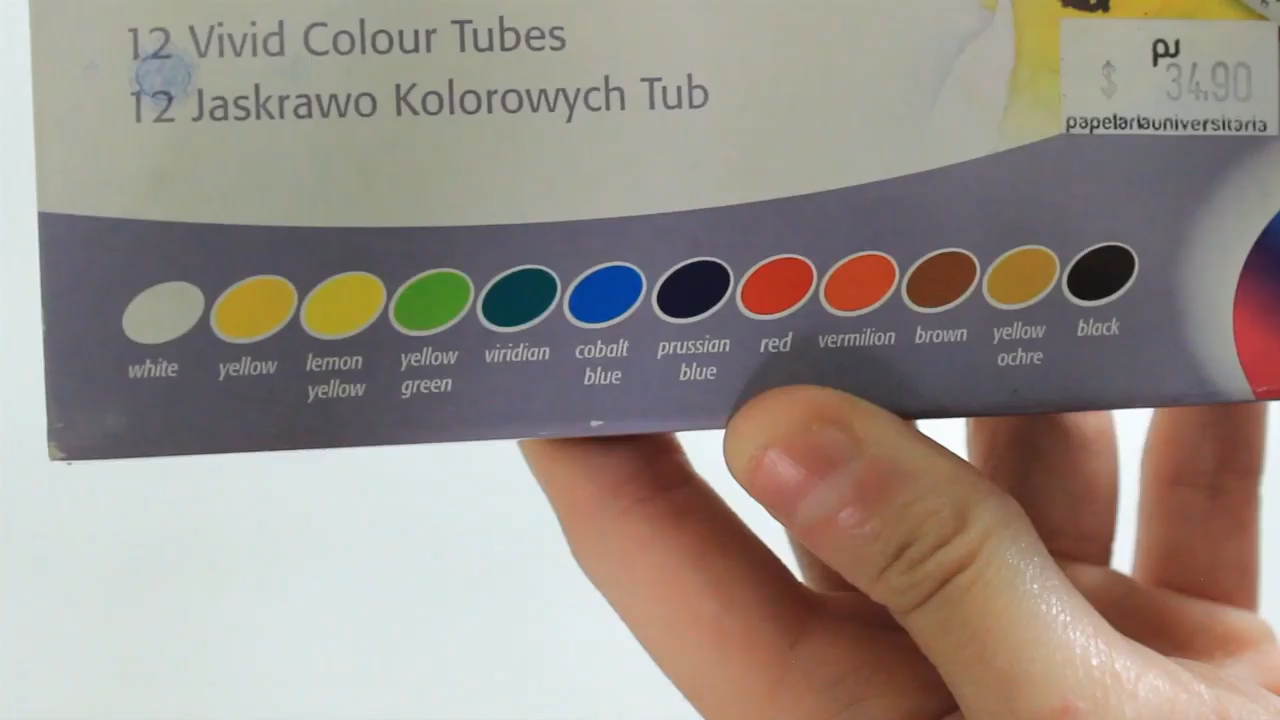 12 Vivid Colour Tubes
12 Jaskrawo Kolorowych Tub
pu
$ 34.90
papelariauniversitaria
white
yellow
lemon
yellow
yellow
green
viridian
cobalt
blue
prussian
blue
red
vermilion
brown
yellow
ochre
black